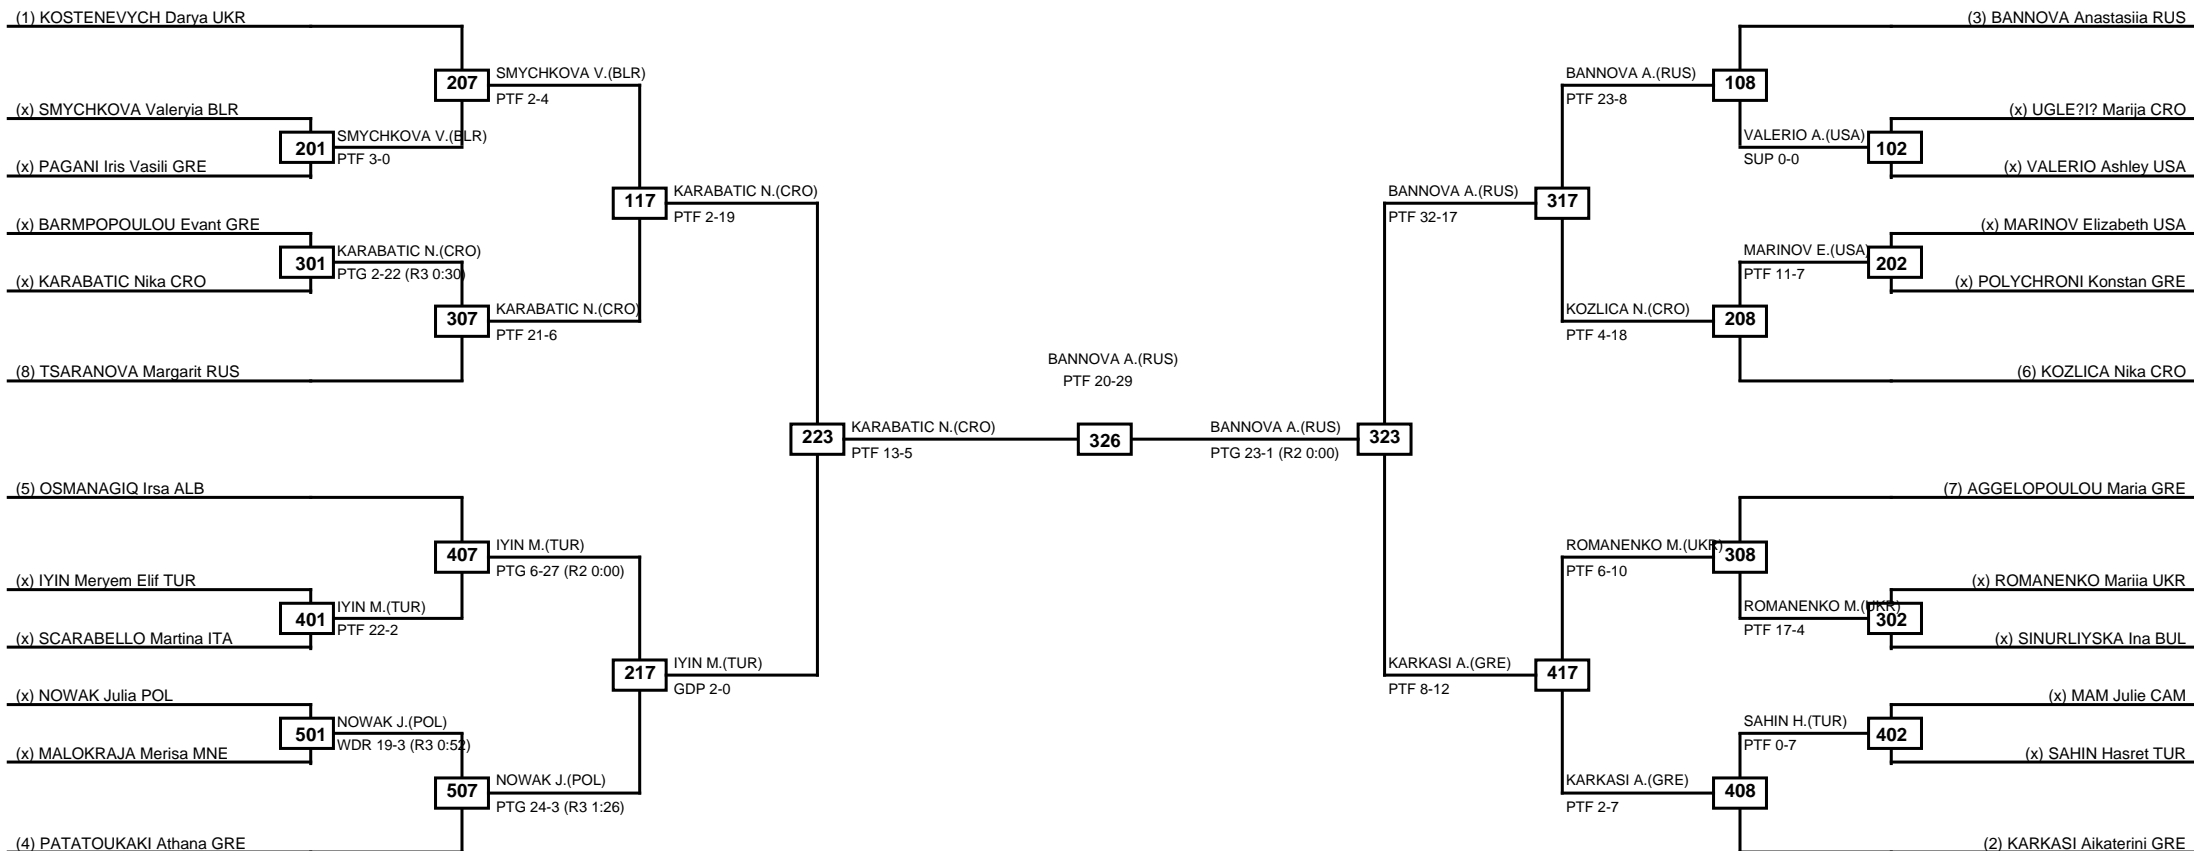 (1) KOSTENEVYCH Darya UKR
(3) BANNOVA Anastasiia RUS
207
SMYCHKOVA V.(BLR)
PTF 2-4
BANNOVA A.(RUS)
PTF 23-8
108
(x) SMYCHKOVA Valeryia BLR
(x) UGLE?I? Marija CRO
201
SMYCHKOVA V.(BLR)
PTF 3-0
VALERIO A.(USA)
SUP 0-0
102
(x) PAGANI Iris Vasili GRE
(x) VALERIO Ashley USA
117
KARABATIC N.(CRO)
PTF 2-19
BANNOVA A.(RUS)
PTF 32-17
317
(x) BARMPOPOULOU Evant GRE
(x) MARINOV Elizabeth USA
301
KARABATIC N.(CRO)
PTG 2-22 (R3 0:30)
MARINOV E.(USA)
PTF 11-7
202
(x) KARABATIC Nika CRO
(x) POLYCHRONI Konstan GRE
307
KARABATIC N.(CRO)
PTF 21-6
KOZLICA N.(CRO)
PTF 4-18
208
BANNOVA A.(RUS)
PTF 20-29
(8) TSARANOVA Margarit RUS
(6) KOZLICA Nika CRO
223
KARABATIC N.(CRO)
PTF 13-5
326
BANNOVA A.(RUS)
PTG 23-1 (R2 0:00)
323
(5) OSMANAGIQ Irsa ALB
(7) AGGELOPOULOU Maria GRE
407
IYIN M.(TUR)
PTG 6-27 (R2 0:00)
ROMANENKO M.(UKR)
PTF 6-10
308
(x) IYIN Meryem Elif TUR
(x) ROMANENKO Mariia UKR
401
IYIN M.(TUR)
PTF 22-2
ROMANENKO M.(UKR)
PTF 17-4
302
(x) SCARABELLO Martina ITA
(x) SINURLIYSKA Ina BUL
217
IYIN M.(TUR)
GDP 2-0
KARKASI A.(GRE)
PTF 8-12
417
(x) NOWAK Julia POL
(x) MAM Julie CAM
501
NOWAK J.(POL)
WDR 19-3 (R3 0:52)
SAHIN H.(TUR)
PTF 0-7
402
(x) MALOKRAJA Merisa MNE
(x) SAHIN Hasret TUR
507
NOWAK J.(POL)
PTG 24-3 (R3 1:26)
KARKASI A.(GRE)
PTF 2-7
408
(4) PATATOUKAKI Athana GRE
(2) KARKASI Aikaterini GRE